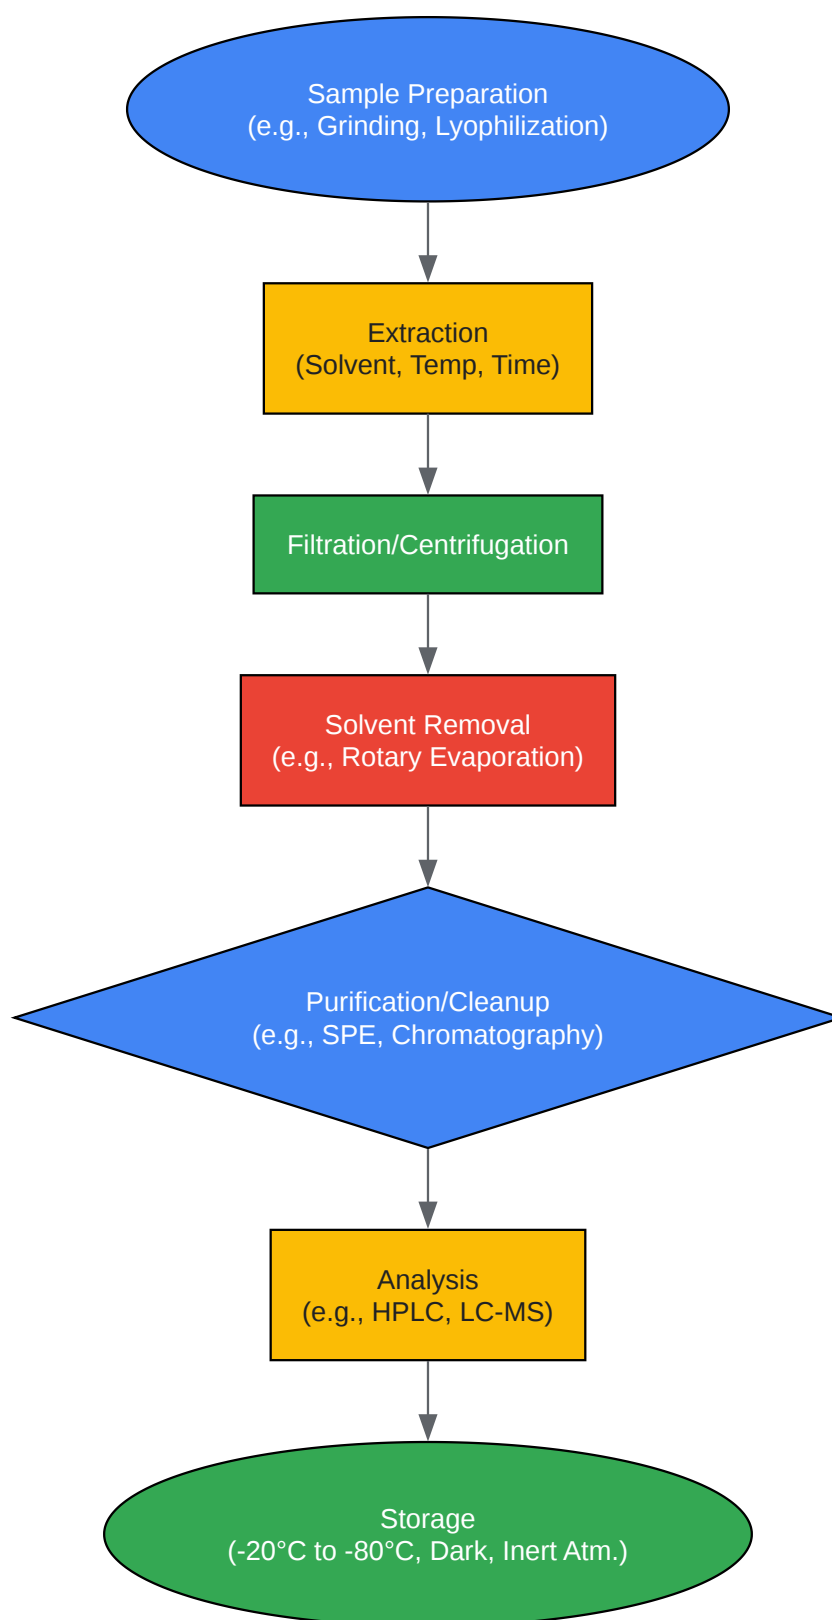 Sample Preparation
(e.g., Grinding, Lyophilization)
Extraction
(Solvent, Temp, Time)
Filtration/Centrifugation
Solvent Removal
(e.g., Rotary Evaporation)
Purification/Cleanup
(e.g., SPE, Chromatography)
Analysis
(e.g., HPLC, LC-MS)
Storage
(-20°C to -80°C, Dark, Inert Atm.)